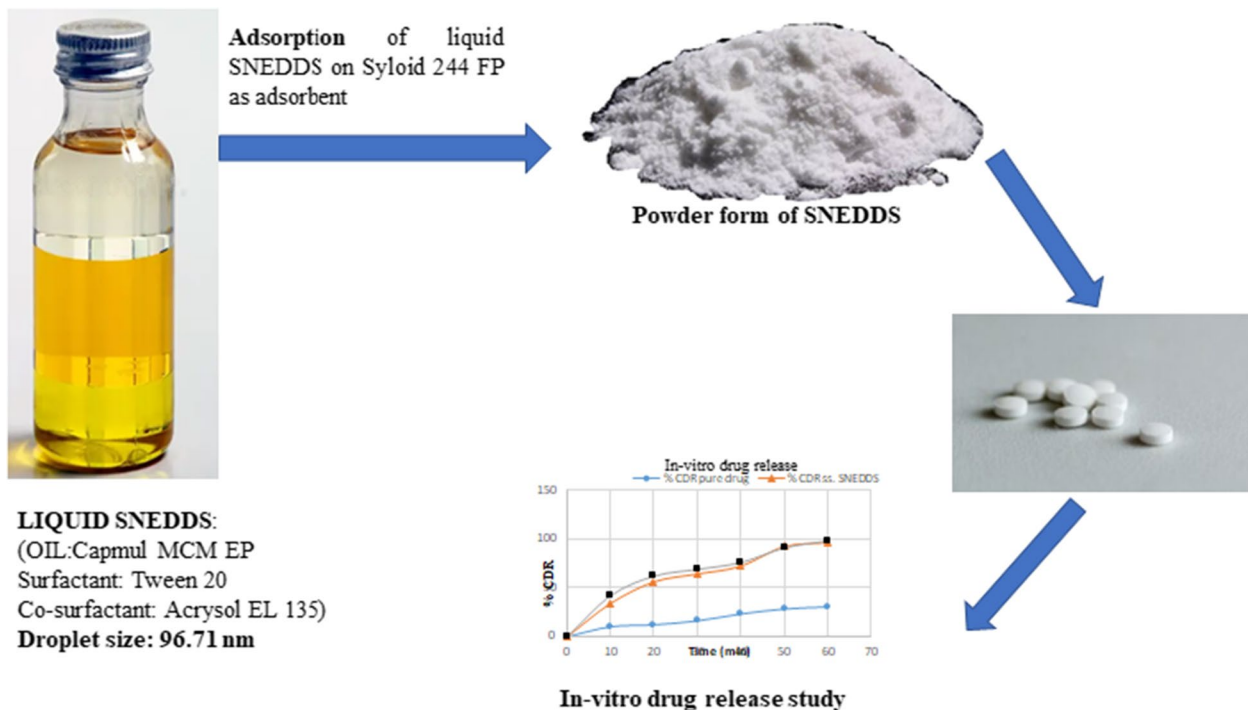 Adsorption of liquid
SNEDDS on Syloid 244 FP
as adsorbent
Powder form of SNEDDS
LIQUID SNEDDS:
(OIL:Capmul MCM EP
Surfactant: Tween 20
Co-surfactant: Acrysol EL 135)
Droplet size: 96.71 nm
In-vitro drug release
% CDR pure drug % CDR ss. SNEDDS
150
100
50
0
% CDR
0 10 20 30 50 60 70
Time
In-vitro drug release study